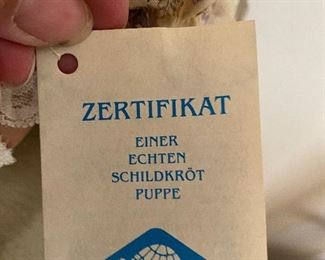 ZERTIFIKAT
EINER
ECHTEN
SCHILDKRÖT
PUPPE